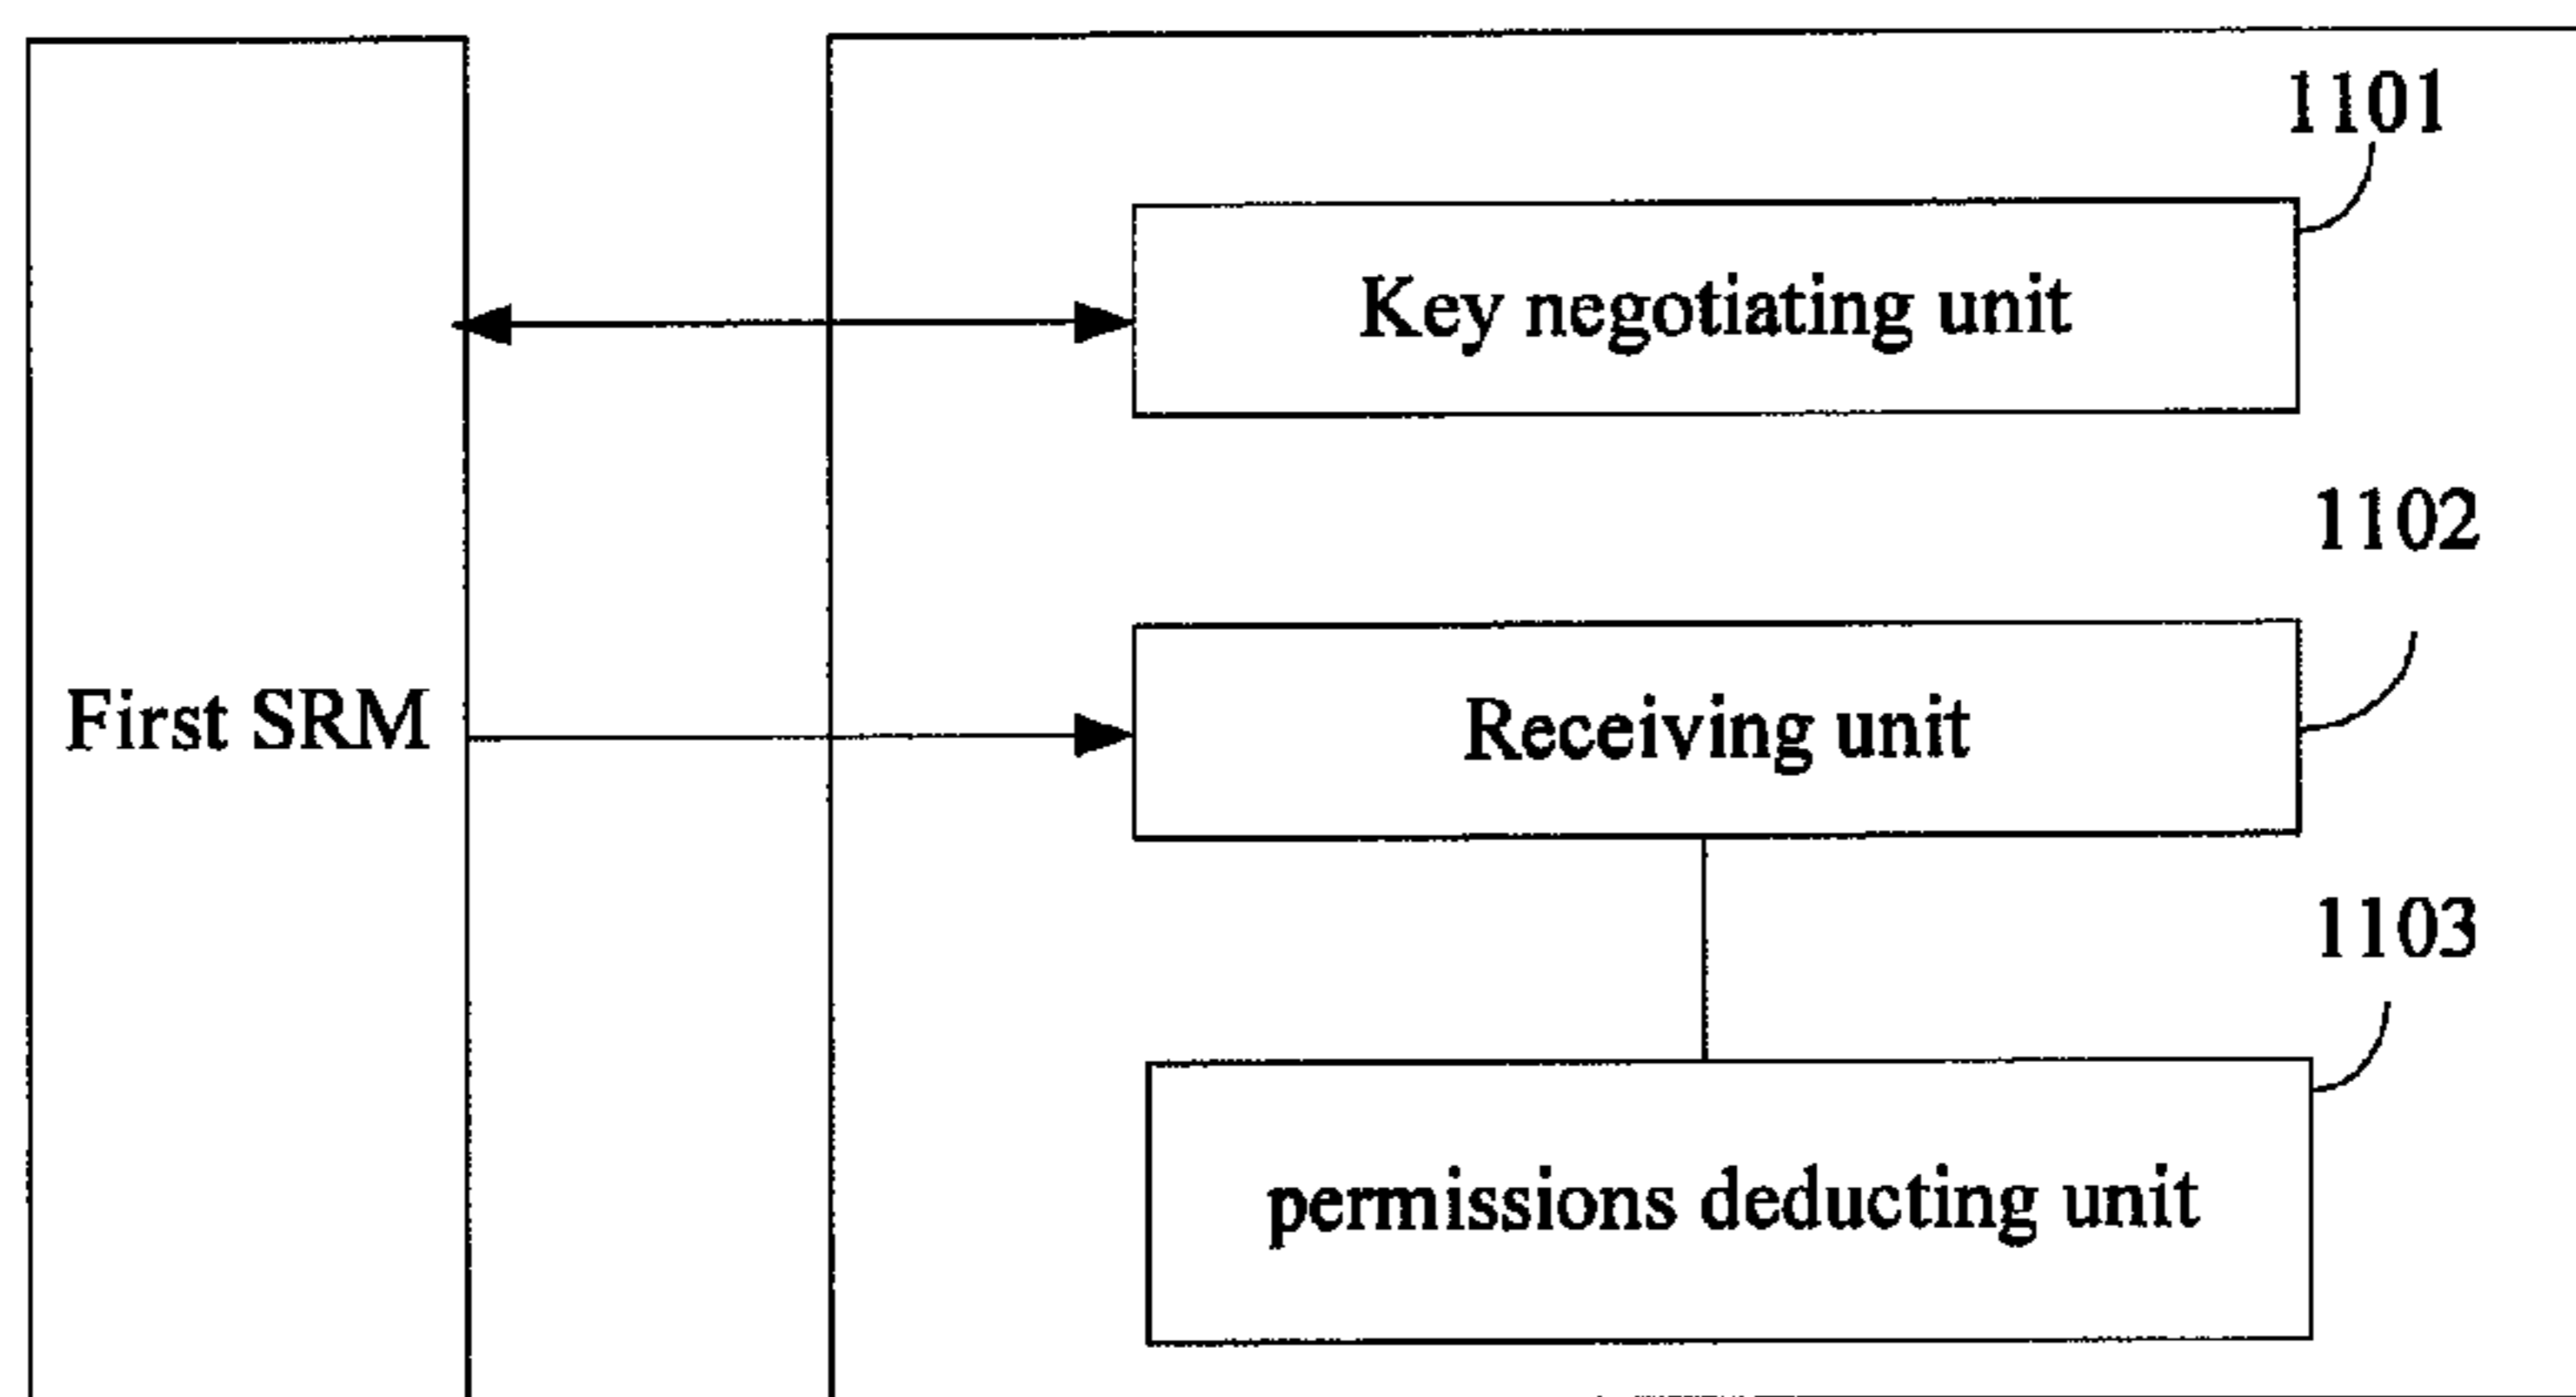 1101
Key negotiating unit
1102
First SRM
Receiving unit
1103
permissions deducting unit